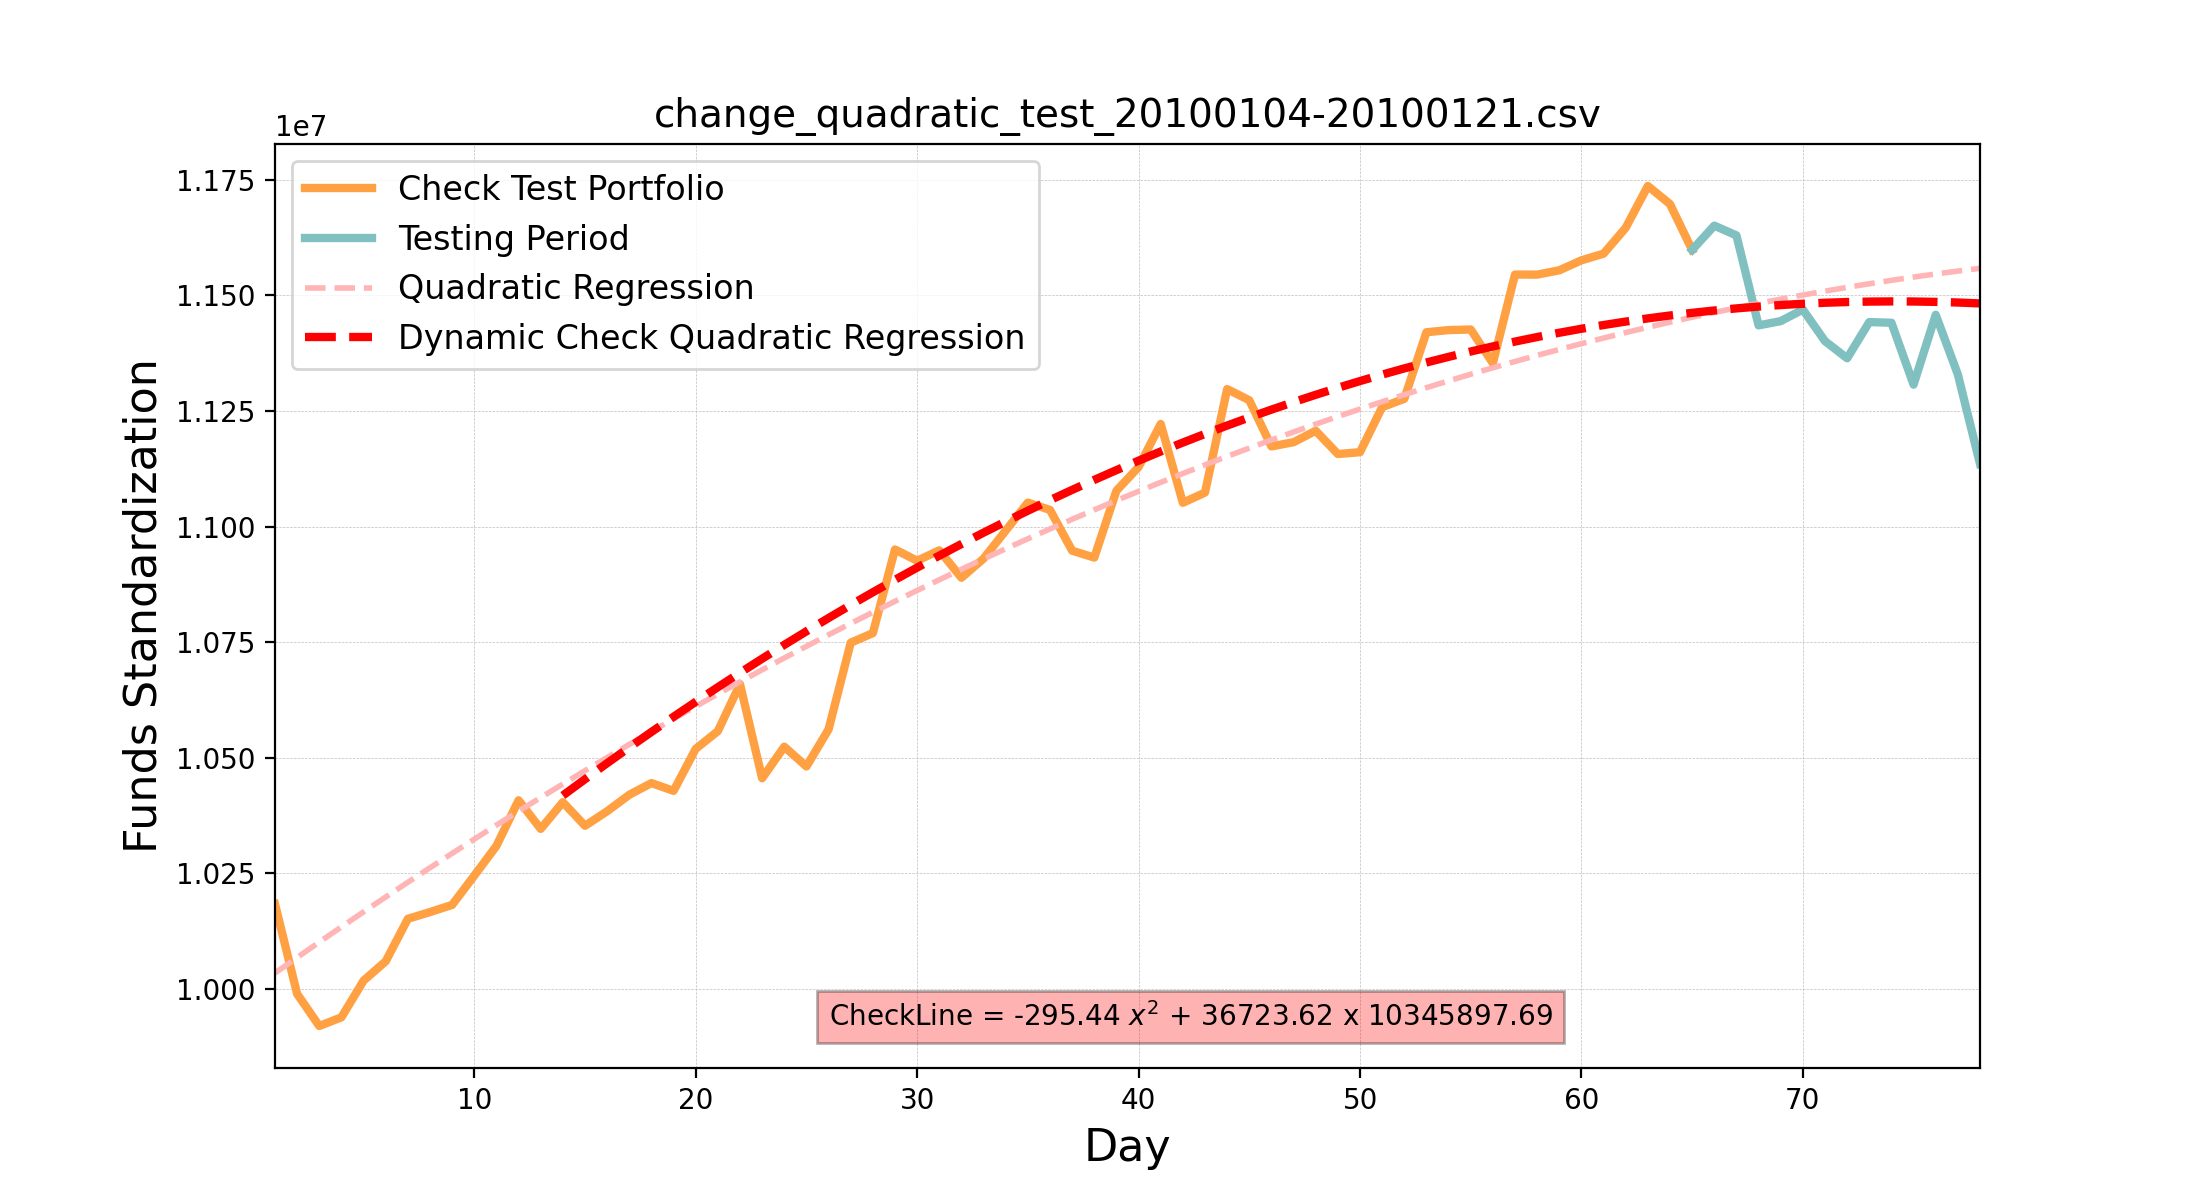 change_quadratic_test_20100104-20100121.csv
1e7
1.175
1.150
1.125
1.100
1.075
1.050
1.025
1.000
Funds Standardization
Check Test Portfolio
Testing Period
Quadratic Regression
Dynamic Check Quadratic Regression
CheckLine = -295.44 x² + 36723.62 x 10345897.69
10 20 30 40 50 60 70
Day